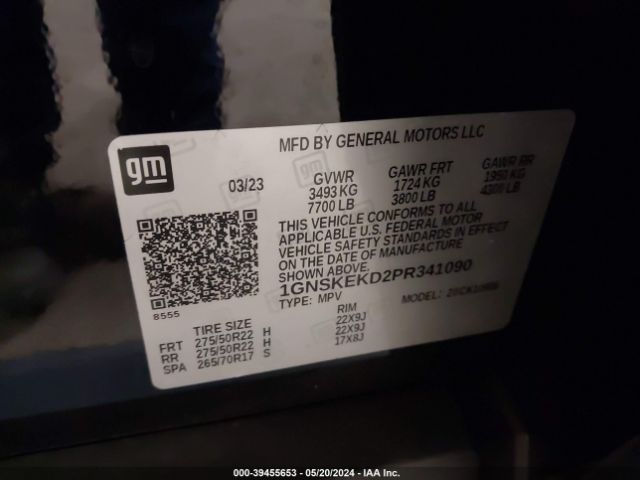 gm
MFD BY GENERAL MOTORS LLC
03/23
GVWR GAWR FRT GAWR RR
3493 KG 1724 KG 1950 KG
7700 LB 3800 LB 4300 LB
THIS VEHICLE CONFORMS TO ALL
APPLICABLE U.S. FEDERAL MOTOR
VEHICLE SAFETY STANDARDS IN EFFECT
ON THE DATE OF MANUFACTURE
SHOWN ABOVE.
1GNSKEKD2PR341090
8555
TYPE: MPV MODEL:
TIRE SIZE RIM
FRT 275/50R22 H 22X9J
RR 275/50R22 H 22X9J
SPA 265/70R17 S 17X8J
000-39455653 - 05/20/2024 - IAA Inc.